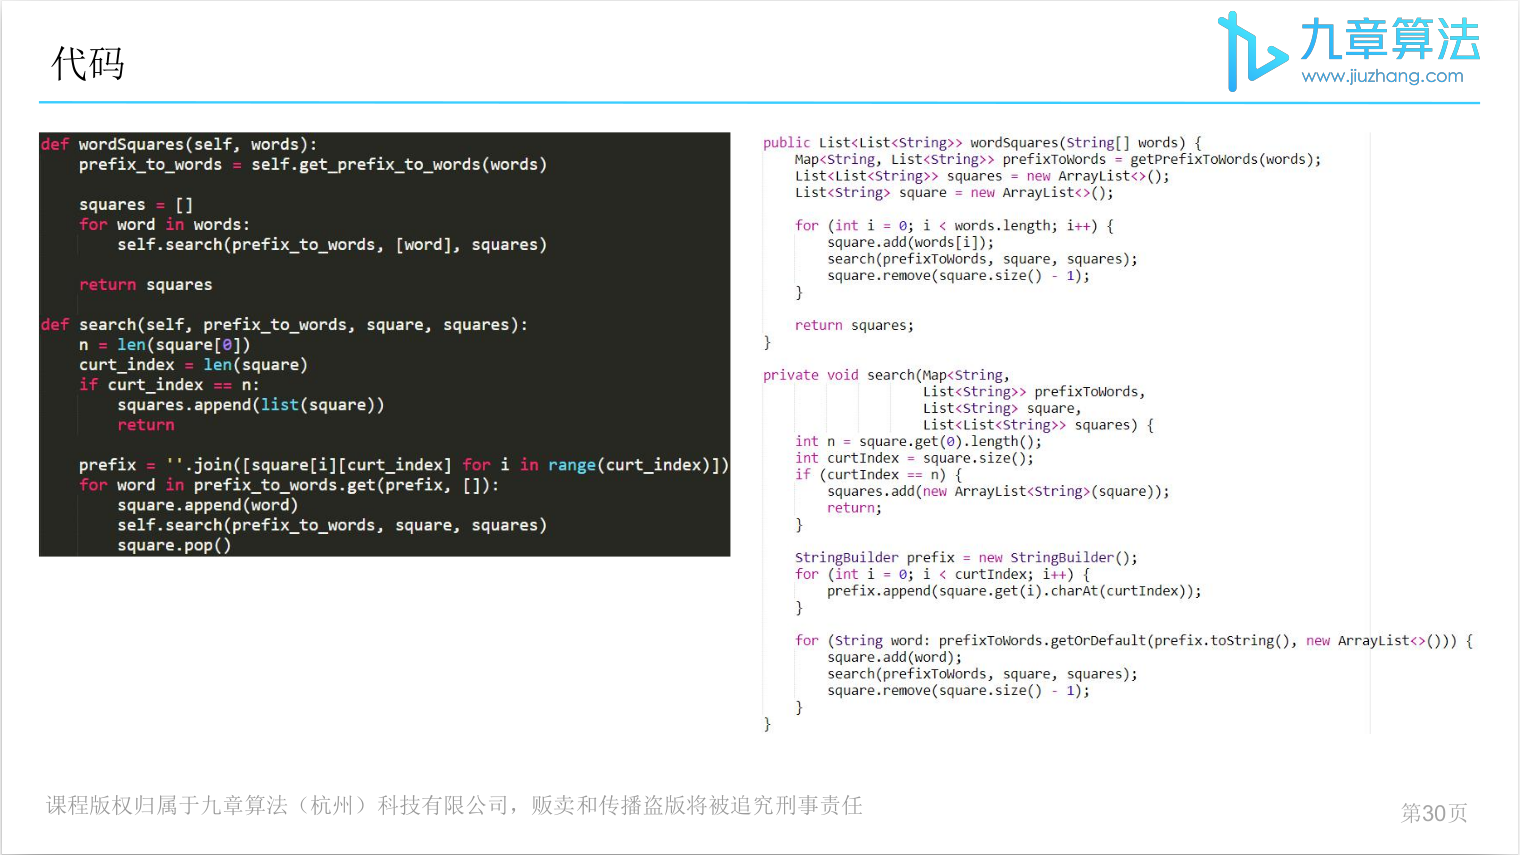 代码
九章算法
www.jiuzhang.com
def wordSquares(self, words):
    prefix_to_words = self.get_prefix_to_words(words)
    squares = []
    for word in words:
        self.search(prefix_to_words, [word], squares)
    return squares
def search(self, prefix_to_words, square, squares):
    n = len(square[0])
    curt_index = len(square)
    if curt_index == n:
        squares.append(list(square))
        return
    prefix = ''.join([square[i][curt_index] for i in range(curt_index)])
    for word in prefix_to_words.get(prefix, []):
        square.append(word)
        self.search(prefix_to_words, square, squares)
        square.pop()
public List<List<String>> wordSquares(String[] words) {
    Map<String, List<String>> prefixToWords = getPrefixToWords(words);
    List<List<String>> squares = new ArrayList<>();
    List<String> square = new ArrayList<>();
    for (int i = 0; i < words.length; i++) {
        square.add(words[i]);
        search(prefixToWords, square, squares);
        square.remove(square.size() - 1);
    }
    return squares;
}
private void search(Map<String,
                    List<String>> prefixToWords,
                    List<String> square,
                    List<List<String>> squares) {
    int n = square.get(0).length();
    int curtIndex = square.size();
    if (curtIndex == n) {
        squares.add(new ArrayList<String>(square));
        return;
    }
    StringBuilder prefix = new StringBuilder();
    for (int i = 0; i < curtIndex; i++) {
        prefix.append(square.get(i).charAt(curtIndex));
    }
    for (String word: prefixToWords.getOrDefault(prefix.toString(), new ArrayList<>())) {
        square.add(word);
        search(prefixToWords, square, squares);
        square.remove(square.size() - 1);
    }
}
课程版权归属于九章算法（杭州）科技有限公司，贩卖和传播盗版将被追究刑事责任
第30页